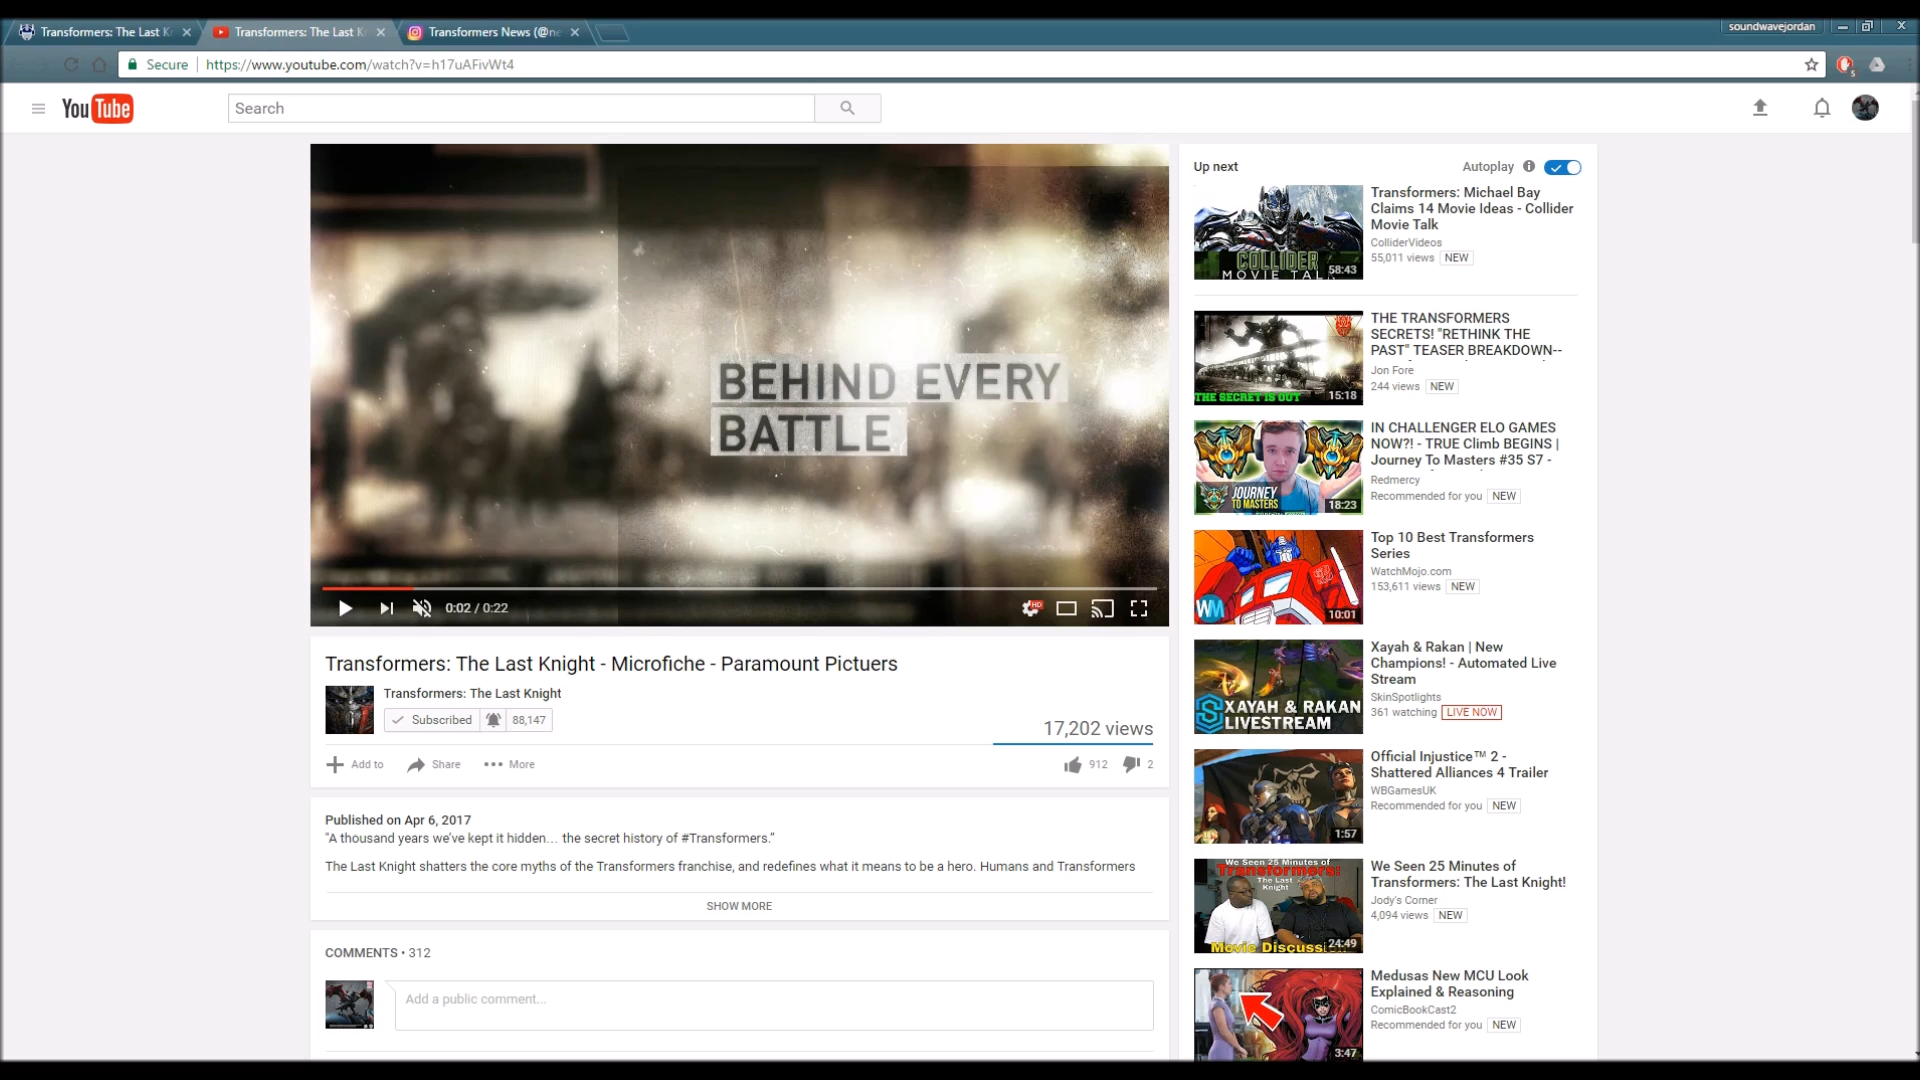 Transformers: The Last K
Transformers: The Last K
Transformers News (@ne
soundwavejordan
Secure
https://www.youtube.com/watch?v=h17uAFivWt4
5
YouTube
Search
BEHIND EVERY
BATTLE
0:02 / 0:22
HD
Transformers: The Last Knight - Microfiche - Paramount Pictuers
Transformers: The Last Knight
Subscribed
88,147
17,202 views
Add to
Share
More
912
2
Published on Apr 6, 2017
"A thousand years we've kept it hidden… the secret history of #Transformers."
The Last Knight shatters the core myths of the Transformers franchise, and redefines what it means to be a hero. Humans and Transformers
SHOW MORE
COMMENTS • 312
Add a public comment...
Up next
Autoplay
COLLIDER
MOVIE TALK
58:43
Transformers: Michael Bay
Claims 14 Movie Ideas - Collider
Movie Talk
ColliderVideos
55,011 views NEW
THE SECRET IS OUT
15:18
THE TRANSFORMERS
SECRETS! "RETHINK THE
PAST" TEASER BREAKDOWN--
Jon Fore
244 views NEW
JOURNEY
TO MASTERS
18:23
IN CHALLENGER ELO GAMES
NOW?! - TRUE Climb BEGINS |
Journey To Masters #35 S7 -
Redmercy
Recommended for you NEW
WM
10:01
Top 10 Best Transformers
Series
WatchMojo.com
153,611 views NEW
XAYAH & RAKAN
LIVESTREAM
Xayah & Rakan | New
Champions! - Automated Live
Stream
SkinSpotlights
361 watching LIVE NOW
1:57
Official Injustice™ 2 -
Shattered Alliances 4 Trailer
WBGamesUK
Recommended for you NEW
We Seen 25 Minutes of
Transformers!
The Last
Knight
Movie Discussi
24:49
We Seen 25 Minutes of
Transformers: The Last Knight!
Jody's Corner
4,094 views NEW
3:47
Medusas New MCU Look
Explained & Reasoning
ComicBookCast2
Recommended for you NEW